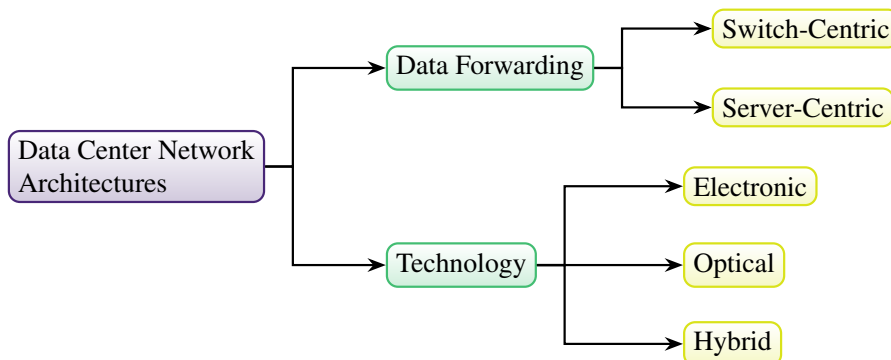 Data Center Network
Architectures
Data Forwarding
Switch-Centric
Server-Centric
Technology
Electronic
Optical
Hybrid